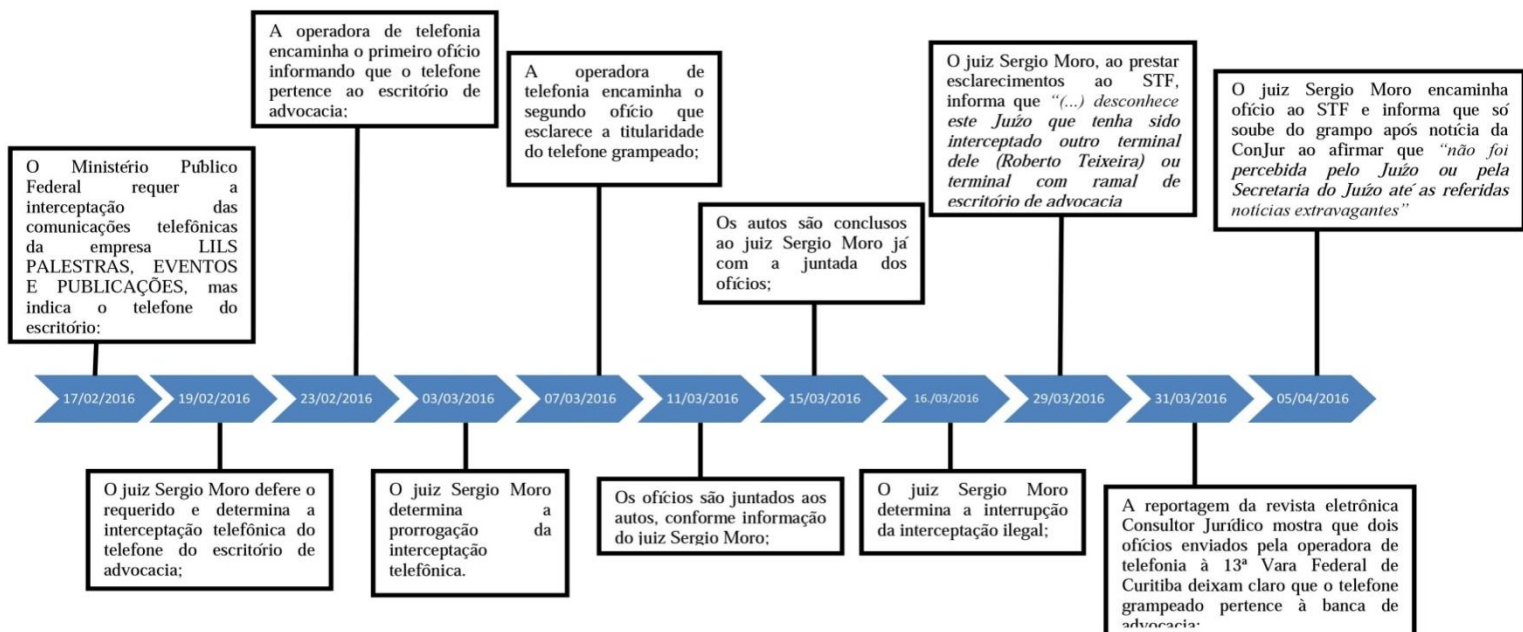 O Ministério Público
Federal requer a
interceptação das
comunicações telefônicas
da empresa LILS
PALESTRAS, EVENTOS
E PUBLICAÇÕES, mas
indica o telefone do
escritório:
A operadora de telefonia
encaminha o primeiro ofício
informando que o telefone
pertence ao escritório de
advocacia;
A operadora de
telefonia encaminha o
segundo ofício que
esclarece a titularidade
do telefone grampeado;
Os autos são conclusos
ao juiz Sergio Moro já
com a juntada dos
ofícios;
O juiz Sergio Moro, ao prestar
esclarecimentos ao STF,
informa que “(...) desconhece
este Juízo que tenha sido
interceptado outro terminal
dele (Roberto Teixeira) ou
terminal com ramal de
escritório de advocacia
O juiz Sergio Moro encaminha
ofício ao STF e informa que só
soube do grampo após notícia da
ConJur ao afirmar que “não foi
percebida pelo Juízo ou pela
Secretaria do Juízo até as referidas
notícias extravagantes”
17/02/2016
19/02/2016
23/02/2016
03/03/2016
07/03/2016
11/03/2016
15/03/2016
16./03/2016
29/03/2016
31/03/2016
05/04/2016
O juiz Sergio Moro defere o
requerido e determina a
interceptação telefônica do
telefone do escritório de
advocacia;
O juiz Sergio Moro
determina a
prorrogação da
interceptação
telefônica.
Os ofícios são juntados aos
autos, conforme informação
do juiz Sergio Moro;
O juiz Sergio Moro
determina a interrupção
da interceptação ilegal;
A reportagem da revista eletrônica
Consultor Jurídico mostra que dois
ofícios enviados pela operadora de
telefonia à 13ª Vara Federal de
Curitiba deixam claro que o telefone
grampeado pertence à banca de
advocacia;